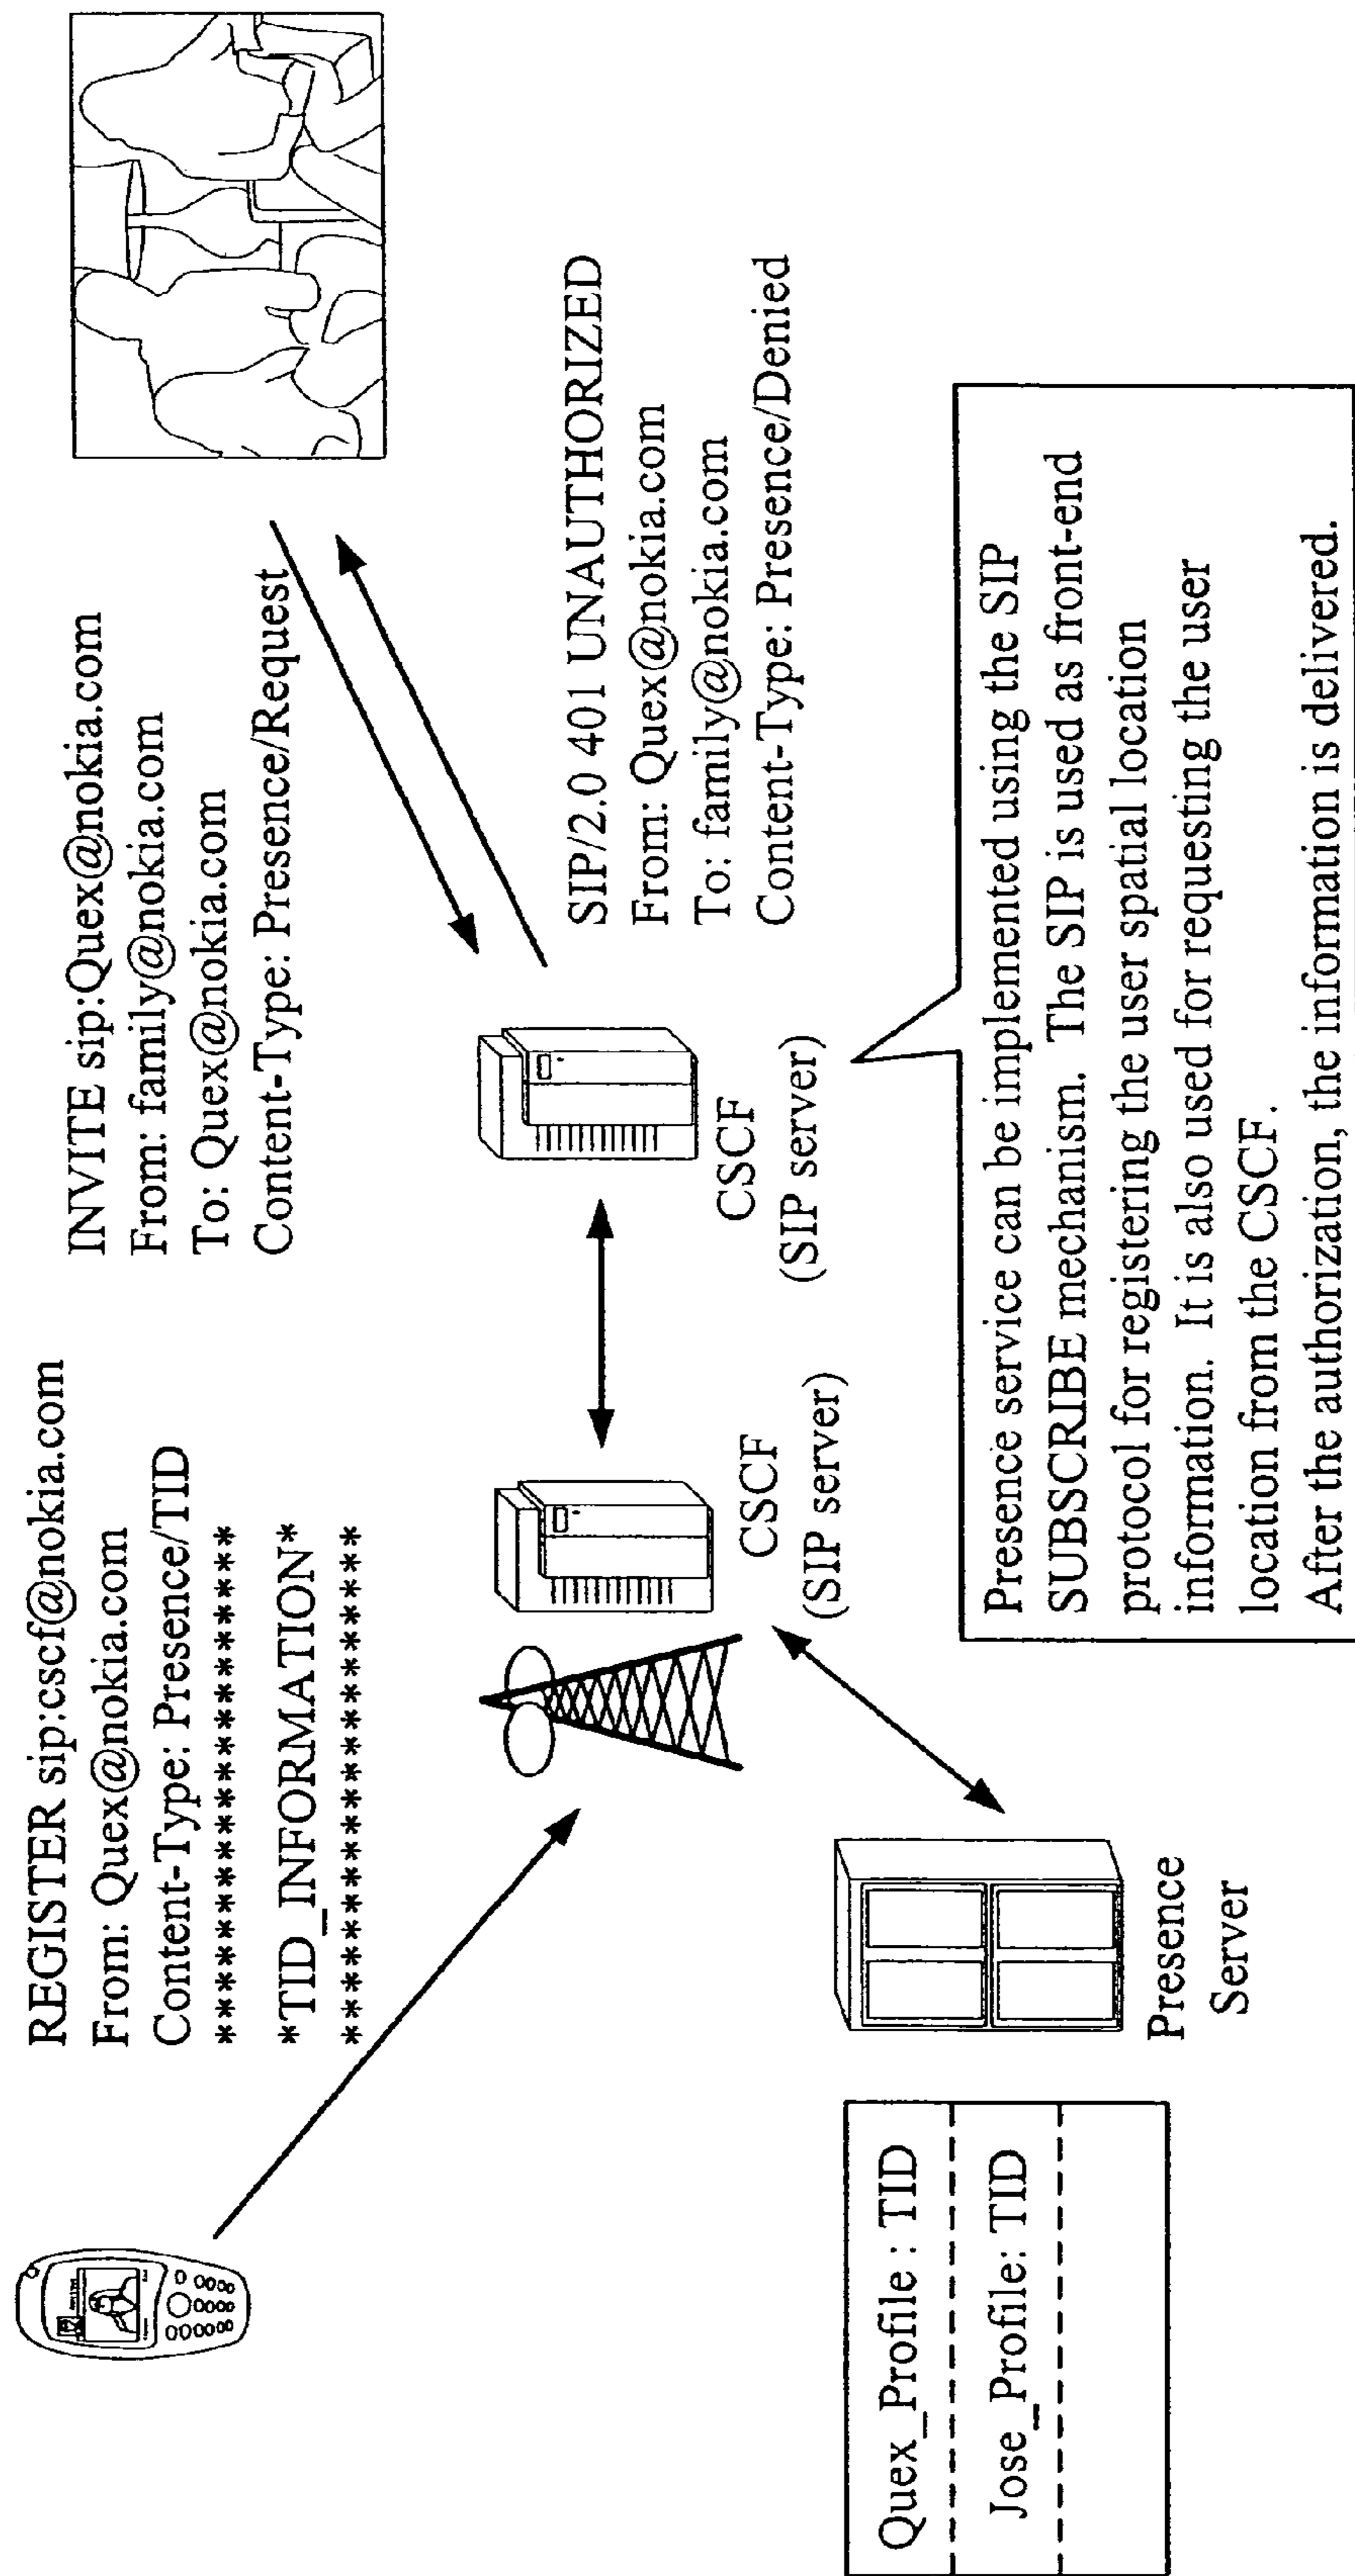 REGISTER sip:cscf@nokia.com
From: Quex@nokia.com
Content-Type: Presence/TID
*********************
*TID_INFORMATION*
*********************
INVITE sip:Quex@nokia.com
From: family@nokia.com
To: Quex@nokia.com
Content-Type: Presence/Request
SIP/2.0 401 UNAUTHORIZED
From: Quex@nokia.com
To: family@nokia.com
Content-Type: Presence/Denied
CSCF
(SIP server)
CSCF
(SIP server)
Quex_Profile : TID
Jose_Profile: TID
Presence
Server
Presence service can be implemented using the SIP
SUBSCRIBE mechanism. The SIP is used as front-end
protocol for registering the user spatial location
information. It is also used for requesting the user
location from the CSCF.
After the authorization, the information is delivered.